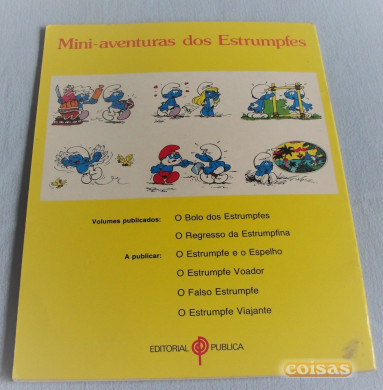 Mini-aventuras dos Estrumpfes
Volumes publicados: O Bolo dos Estrumpfes
O Regresso da Estrumpfina
A publicar: O Estrumpfe e o Espelho
O Estrumpfe Voador
O Falso Estrumpfe
O Estrumpfe Viajante
EDITORIAL PUBLICA
coisas